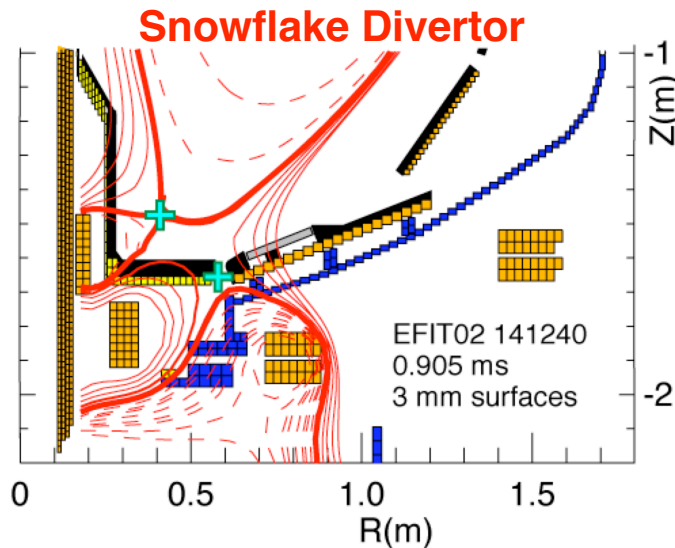 Snowflake Divertor
-1
Z(m)
EFIT02 141240
0.905 ms
3 mm surfaces
-2
0 0.5 1.0 1.5
R(m)